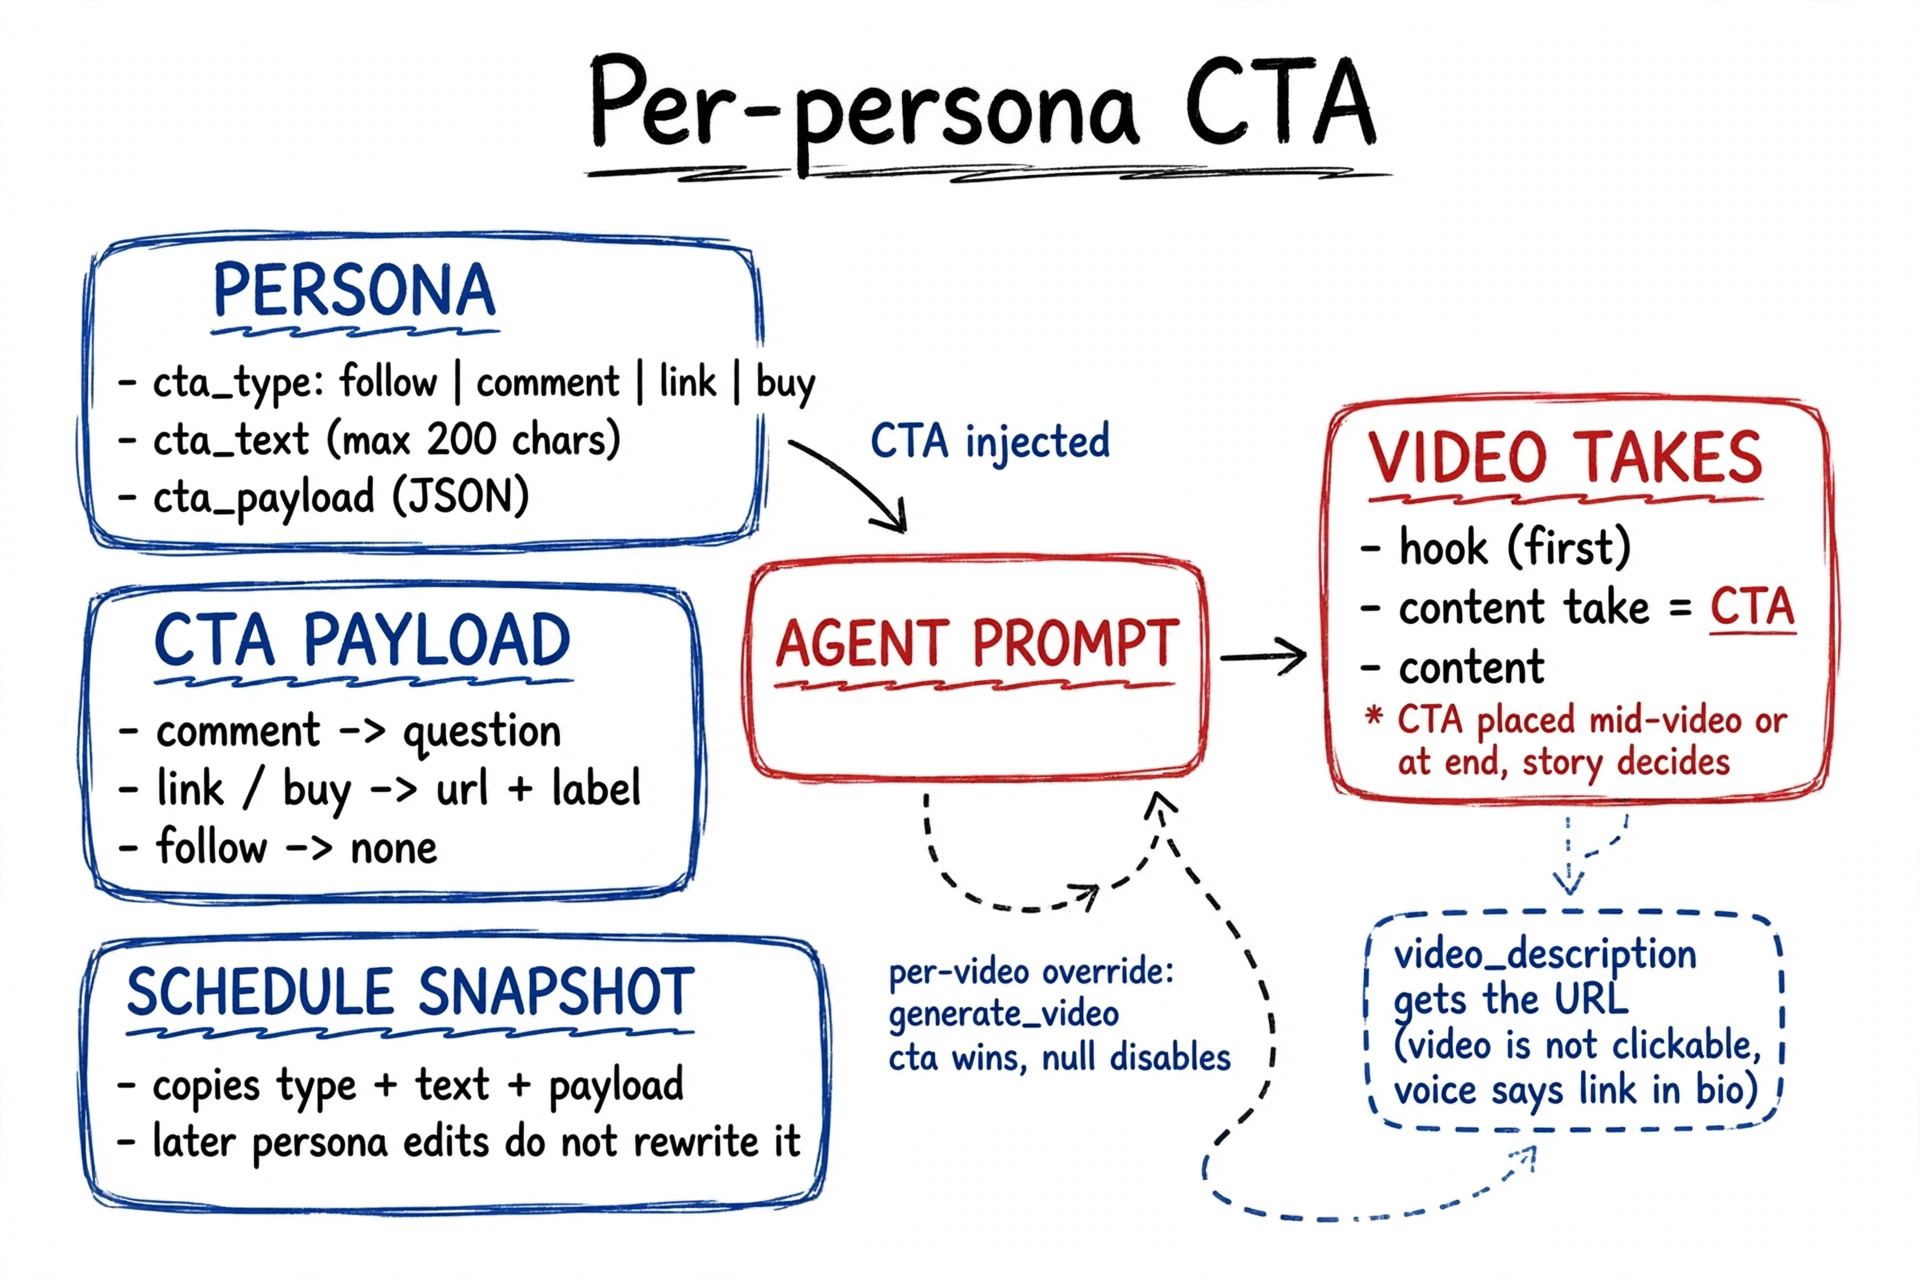 Per-persona CTA
PERSONA
- cta_type: follow | comment | link | buy
- cta_text (max 200 chars)
- cta_payload (JSON)
CTA injected
CTA PAYLOAD
- comment -> question
- link / buy -> url + label
- follow -> none
SCHEDULE SNAPSHOT
- copies type + text + payload
- later persona edits do not rewrite it
AGENT PROMPT
per-video override:
generate_video
cta wins, null disables
VIDEO TAKES
- hook (first)
- content take = CTA
- content
* CTA placed mid-video or
at end, story decides
video_description
gets the URL
(video is not clickable,
voice says link in bio)